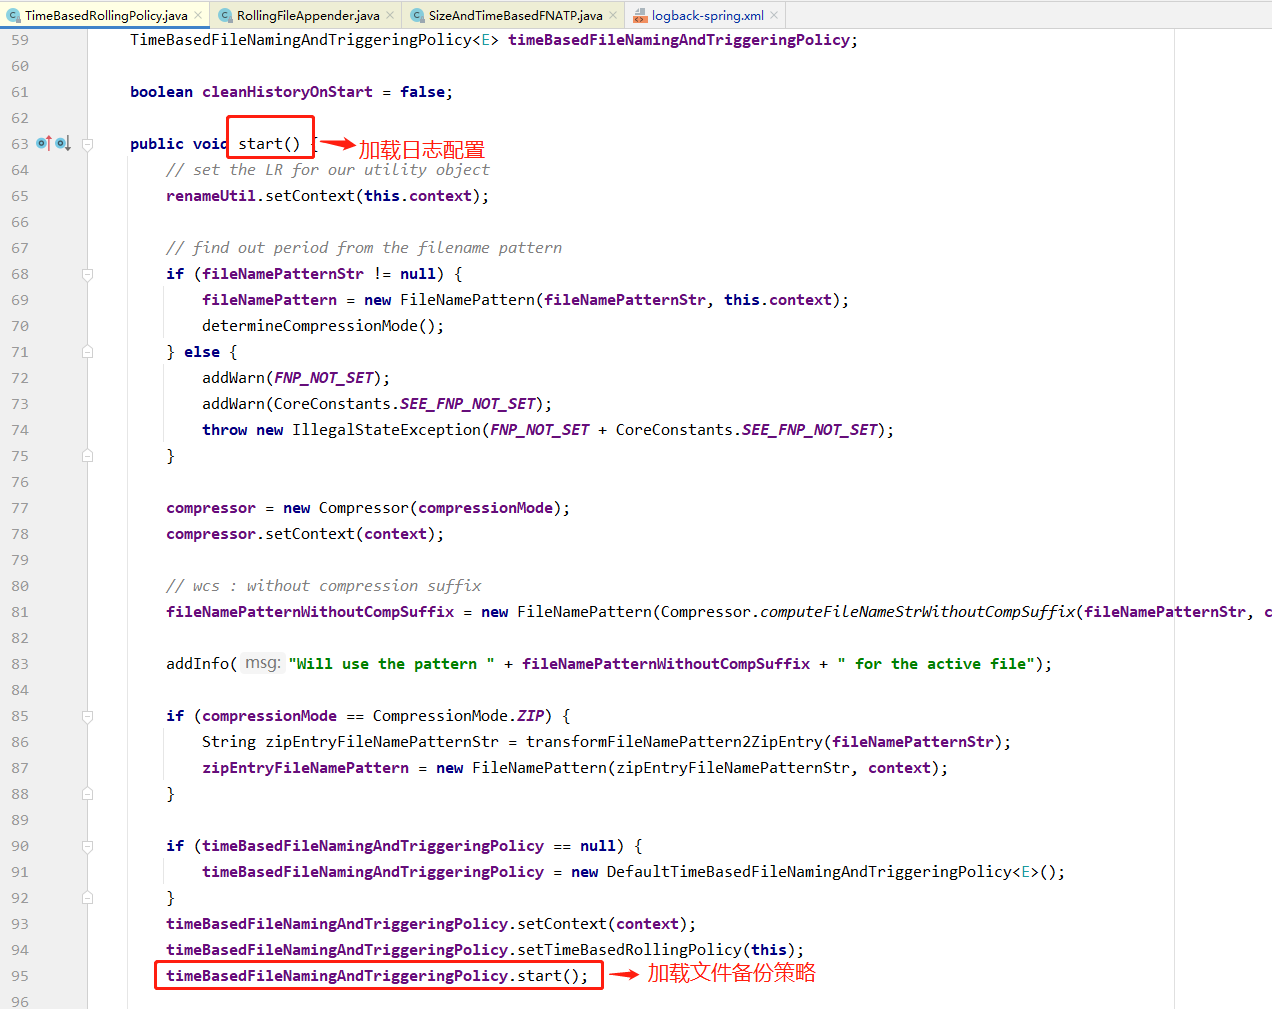 TimeBasedRollingPolicy.java × RollingFileAppender.java × SizeAndTimeBasedFNATP.java × logback-spring.xml ×
59 TimeBasedFileNamingAndTriggeringPolicy<E> timeBasedFileNamingAndTriggeringPolicy;
60
61 boolean cleanHistoryOnStart = false;
62
63 public void start() { 加载日志配置
64 // set the LR for our utility object
65 renameUtil.setContext(this.context);
66
67 // find out period from the filename pattern
68 if (fileNamePatternStr != null) {
69 fileNamePattern = new FileNamePattern(fileNamePatternStr, this.context);
70 determineCompressionMode();
71 } else {
72 addWarn(FNP_NOT_SET);
73 addWarn(CoreConstants.SEE_FNP_NOT_SET);
74 throw new IllegalStateException(FNP_NOT_SET + CoreConstants.SEE_FNP_NOT_SET);
75 }
76
77 compressor = new Compressor(compressionMode);
78 compressor.setContext(context);
79
80 // wcs : without compression suffix
81 fileNamePatternWithoutCompSuffix = new FileNamePattern(Compressor.computeFileNameStrWithoutCompSuffix(fileNamePatternStr, c
82
83 addInfo( msg: "Will use the pattern " + fileNamePatternWithoutCompSuffix + " for the active file");
84
85 if (compressionMode == CompressionMode.ZIP) {
86 String zipEntryFileNamePatternStr = transformFileNamePattern2ZipEntry(fileNamePatternStr);
87 zipEntryFileNamePattern = new FileNamePattern(zipEntryFileNamePatternStr, context);
88 }
89
90 if (timeBasedFileNamingAndTriggeringPolicy == null) {
91 timeBasedFileNamingAndTriggeringPolicy = new DefaultTimeBasedFileNamingAndTriggeringPolicy<E>();
92 }
93 timeBasedFileNamingAndTriggeringPolicy.setContext(context);
94 timeBasedFileNamingAndTriggeringPolicy.setTimeBasedRollingPolicy(this);
95 timeBasedFileNamingAndTriggeringPolicy.start(); 加载文件备份策略
96